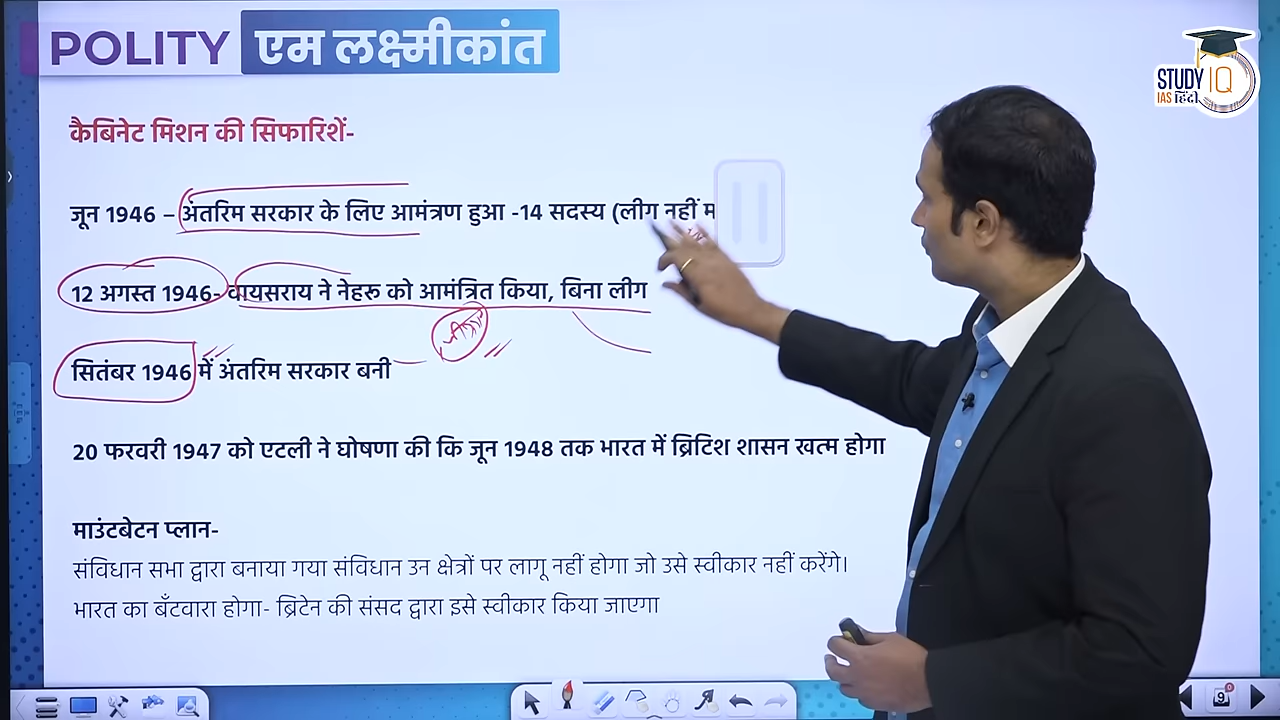 POLITY एम लक्ष्मीकांत
STUDY IQ
IAS हिंदी
कैबिनेट मिशन की सिफारिशें-
जून 1946 – अंतरिम सरकार के लिए आमंत्रण हुआ -14 सदस्य (लीग नहीं
12 अगस्त 1946- वायसराय ने नेहरू को आमंत्रित किया, बिना लीग
सितंबर 1946 में अंतरिम सरकार बनी
20 फरवरी 1947 को एटली ने घोषणा की कि जून 1948 तक भारत में ब्रिटिश शासन खत्म होगा
माउंटबेटन प्लान-
संविधान सभा द्वारा बनाया गया संविधान उन क्षेत्रों पर लागू नहीं होगा जो उसे स्वीकार नहीं करेंगे।
भारत का बँटवारा होगा- ब्रिटेन की संसद द्वारा इसे स्वीकार किया जाएगा
9